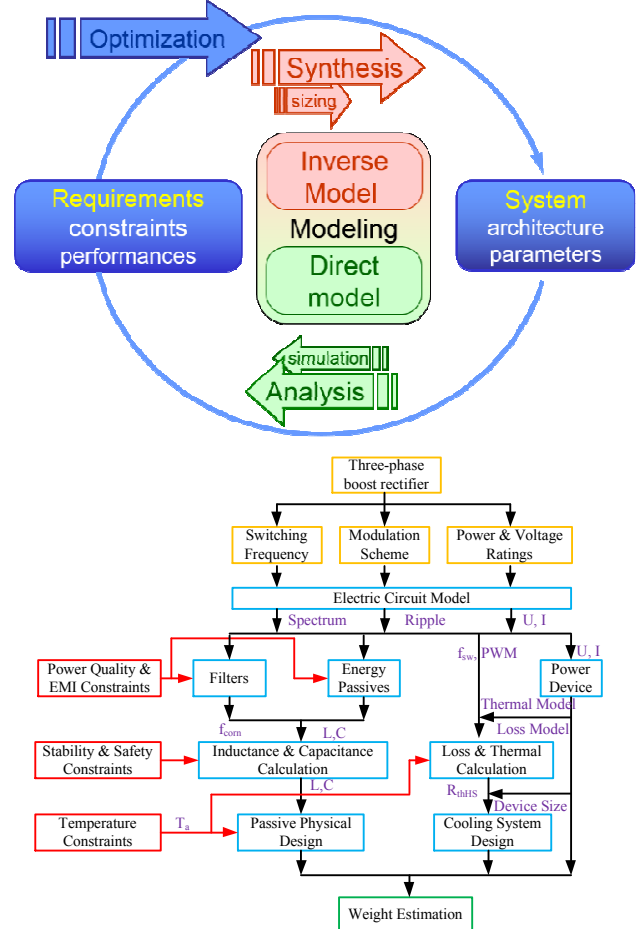 Optimization
Synthesis
sizing
Requirements
constraints
performances
Inverse
Model
Modeling
Direct
model
System
architecture
parameters
simulation
Analysis
Three-phase
boost rectifier
Switching
Frequency
Modulation
Scheme
Power & Voltage
Ratings
Electric Circuit Model
Spectrum
Ripple
U, I
Power Quality &
EMI Constraints
Filters
Energy
Passives
fsw, PWM
U, I
Power
Device
Thermal Model
Loss Model
fcorn
L,C
Stability & Safety
Constraints
Inductance & Capacitance
Calculation
Loss & Thermal
Calculation
L,C
RthHS
Device Size
Temperature
Constraints
Ta
Passive Physical
Design
Cooling System
Design
Weight Estimation